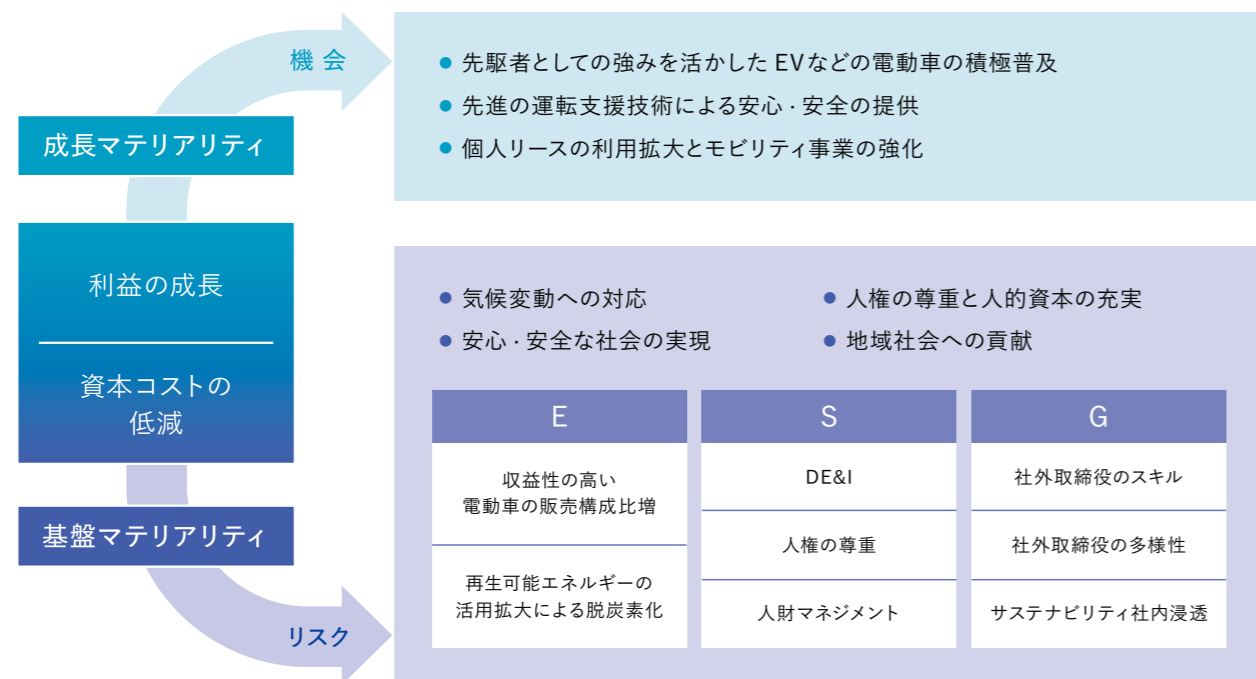 機会
● 先駆者としての強みを活かした EVなどの電動車の積極普及
● 先進の運転支援技術による安心・安全の提供
● 個人リースの利用拡大とモビリティ事業の強化
成長マテリアリティ
利益の成長
資本コストの
低減
基盤マテリアリティ
リスク
● 気候変動への対応
● 人権の尊重と人的資本の充実
● 安心・安全な社会の実現
● 地域社会への貢献
E
収益性の高い
電動車の販売構成比増
再生可能エネルギーの
活用拡大による脱炭素化
S
DE&I
人権の尊重
人財マネジメント
G
社外取締役のスキル
社外取締役の多様性
サステナビリティ社内浸透